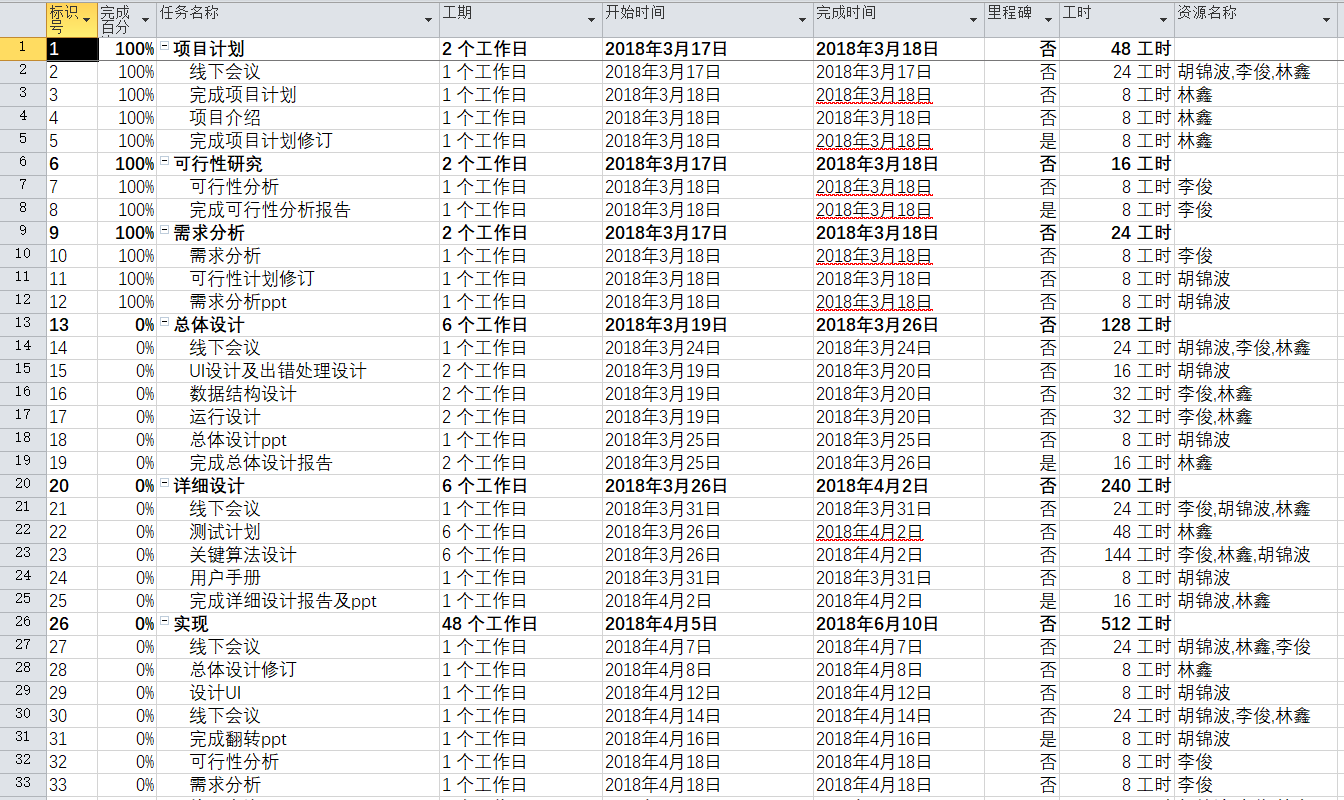 标识号 完成百分 任务名称 工期 开始时间 完成时间 里程碑 工时 资源名称
1 1 100% 项目计划 2 个工作日 2018年3月17日 2018年3月18日 否 48 工时
2 2 100% 线下会议 1 个工作日 2018年3月17日 2018年3月17日 否 24 工时 胡锦波,李俊,林鑫
3 3 100% 完成项目计划 1 个工作日 2018年3月18日 2018年3月18日 否 8 工时 林鑫
4 4 100% 项目介绍 1 个工作日 2018年3月18日 2018年3月18日 否 8 工时 林鑫
5 5 100% 完成项目计划修订 1 个工作日 2018年3月18日 2018年3月18日 是 8 工时 林鑫
6 6 100% 可行性研究 2 个工作日 2018年3月17日 2018年3月18日 否 16 工时
7 7 100% 可行性分析 1 个工作日 2018年3月18日 2018年3月18日 否 8 工时 李俊
8 8 100% 完成可行性分析报告 1 个工作日 2018年3月18日 2018年3月18日 是 8 工时 李俊
9 9 100% 需求分析 2 个工作日 2018年3月17日 2018年3月18日 否 24 工时
10 10 100% 需求分析 1 个工作日 2018年3月18日 2018年3月18日 否 8 工时 李俊
11 11 100% 可行性计划修订 1 个工作日 2018年3月18日 2018年3月18日 否 8 工时 胡锦波
12 12 100% 需求分析ppt 1 个工作日 2018年3月18日 2018年3月18日 否 8 工时 胡锦波
13 13 0% 总体设计 6 个工作日 2018年3月19日 2018年3月26日 否 128 工时
14 14 0% 线下会议 1 个工作日 2018年3月24日 2018年3月24日 否 24 工时 胡锦波,李俊,林鑫
15 15 0% UI设计及出错处理设计 2 个工作日 2018年3月19日 2018年3月20日 否 16 工时 胡锦波
16 16 0% 数据结构设计 2 个工作日 2018年3月19日 2018年3月20日 否 32 工时 李俊,林鑫
17 17 0% 运行设计 2 个工作日 2018年3月19日 2018年3月20日 否 32 工时 李俊,林鑫
18 18 0% 总体设计ppt 1 个工作日 2018年3月25日 2018年3月25日 否 8 工时 胡锦波
19 19 0% 完成总体设计报告 2 个工作日 2018年3月25日 2018年3月26日 是 16 工时 林鑫
20 20 0% 详细设计 6 个工作日 2018年3月26日 2018年4月2日 否 240 工时
21 21 0% 线下会议 1 个工作日 2018年3月31日 2018年3月31日 否 24 工时 李俊,胡锦波,林鑫
22 22 0% 测试计划 6 个工作日 2018年3月26日 2018年4月2日 否 48 工时 林鑫
23 23 0% 关键算法设计 6 个工作日 2018年3月26日 2018年4月2日 否 144 工时 李俊,林鑫,胡锦波
24 24 0% 用户手册 1 个工作日 2018年3月31日 2018年3月31日 否 8 工时 胡锦波
25 25 0% 完成详细设计报告及ppt 1 个工作日 2018年4月2日 2018年4月2日 是 16 工时 胡锦波,林鑫
26 26 0% 实现 48 个工作日 2018年4月5日 2018年6月10日 否 512 工时
27 27 0% 线下会议 1 个工作日 2018年4月7日 2018年4月7日 否 24 工时 胡锦波,林鑫,李俊
28 28 0% 总体设计修订 1 个工作日 2018年4月8日 2018年4月8日 否 8 工时 林鑫
29 29 0% 设计UI 1 个工作日 2018年4月12日 2018年4月12日 否 8 工时 胡锦波
30 30 0% 线下会议 1 个工作日 2018年4月14日 2018年4月14日 否 24 工时 胡锦波,李俊,林鑫
31 31 0% 完成翻转ppt 1 个工作日 2018年4月16日 2018年4月16日 是 8 工时 胡锦波
32 32 0% 可行性分析 1 个工作日 2018年4月18日 2018年4月18日 否 8 工时 李俊
33 33 0% 需求分析 1 个工作日 2018年4月18日 2018年4月18日 否 8 工时 李俊